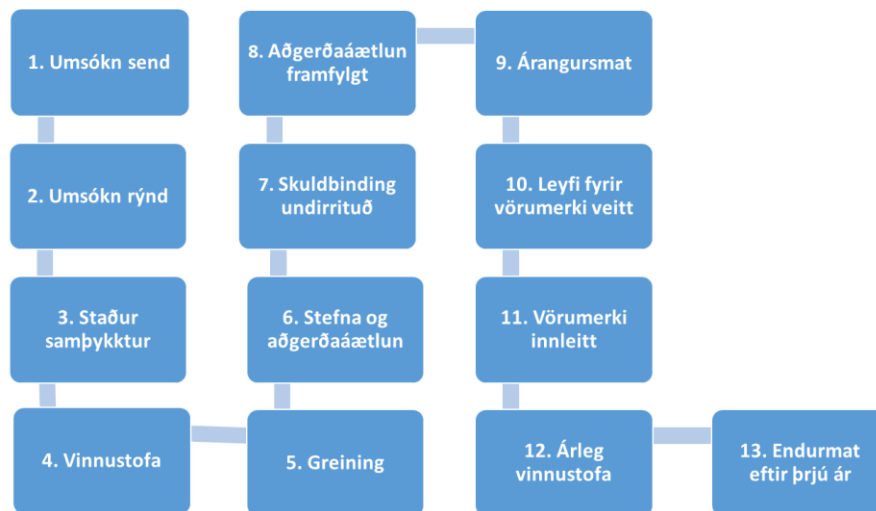 1. Umsókn send
2. Umsókn rýnd
3. Staður
samþykktur
4. Vinnustofa
5. Greining
6. Stefna og
aðgerðaáætlun
7. Skuldbinding
undirrituð
8. Aðgerðaáætlun
framfylgt
9. Árangursmat
10. Leyfi fyrir
vörumerki veitt
11. Vörumerki
innleitt
12. Árleg
vinnustofa
13. Endurmat
eftir þrjú ár